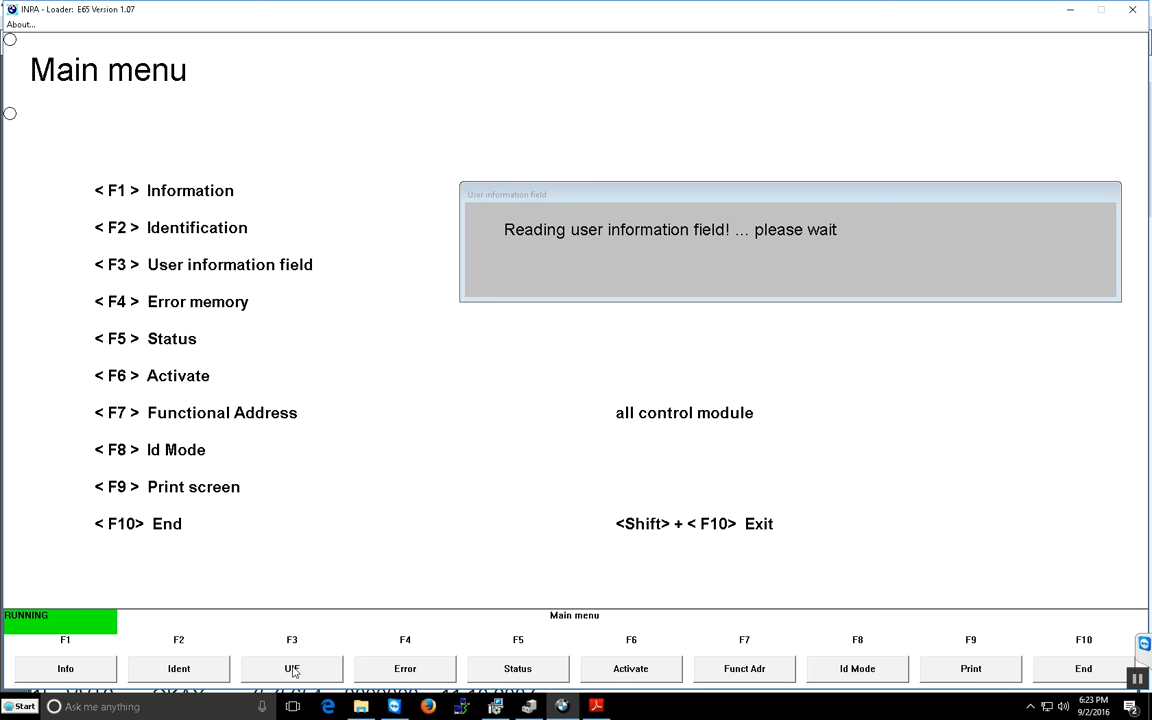 INPA - Loader: E65 Version 1.07
About...
Main menu
< F1 > Information
< F2 > Identification
< F3 > User information field
< F4 > Error memory
< F5 > Status
< F6 > Activate
< F7 > Functional Address all control module
< F8 > Id Mode
< F9 > Print screen
< F10> End <Shift> + < F10> Exit
User information field
Reading user information field! ... please wait
RUNNING Main menu
F1 F2 F3 F4 F5 F6 F7 F8 F9 F10
Info Ident UIF Error Status Activate Funct Adr Id Mode Print End
Start Ask me anything 6:23 PM
9/2/2016
2